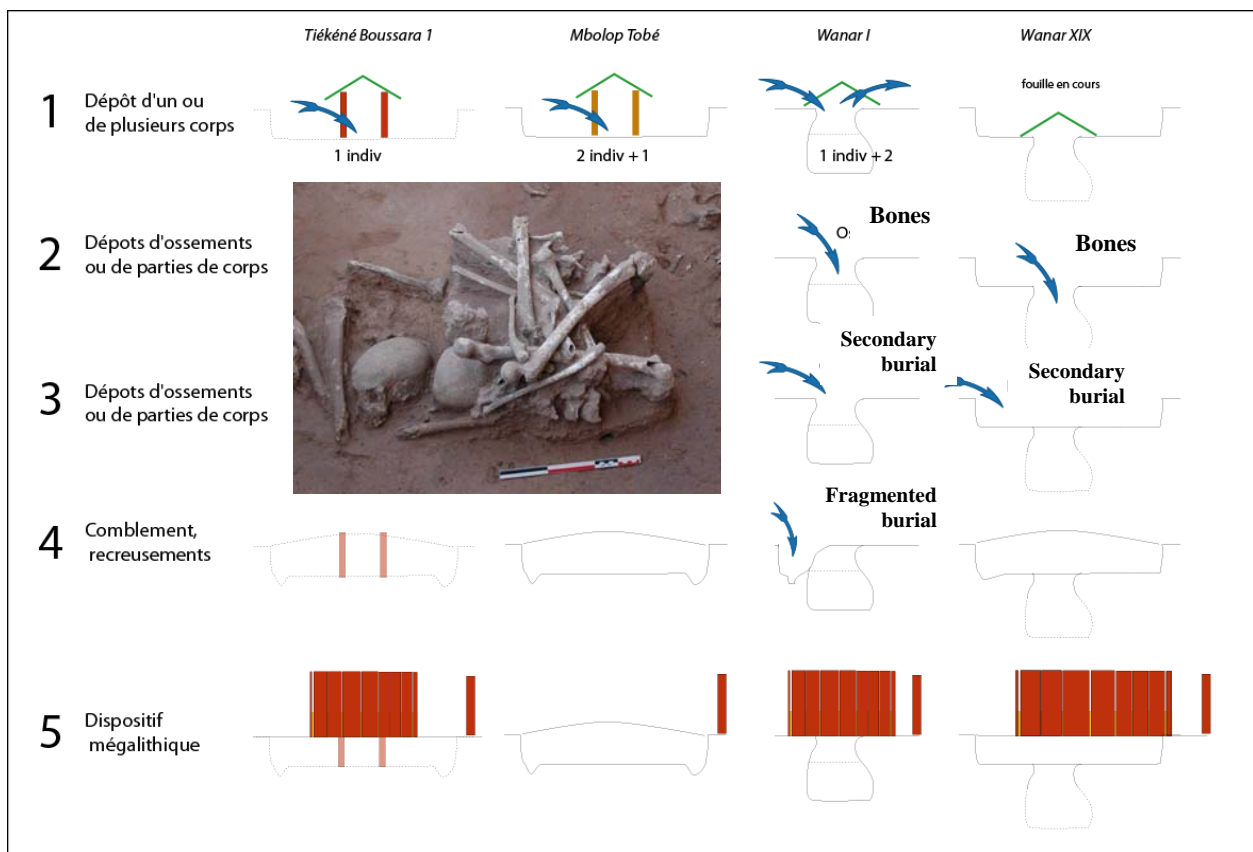 Tiékéné Boussara 1
Mbolop Tobé
Wanar I
Wanar XIX
1
Dépôt d'un ou
de plusieurs corps
fouille en cours
1 indiv
2 indiv + 1
1 indiv + 2
2
Dépots d'ossements
ou de parties de corps
Bones
Bones
3
Dépots d'ossements
ou de parties de corps
Secondary
burial
Secondary
burial
4
Comblement,
recreusements
Fragmented
burial
5
Dispositif
mégalithique